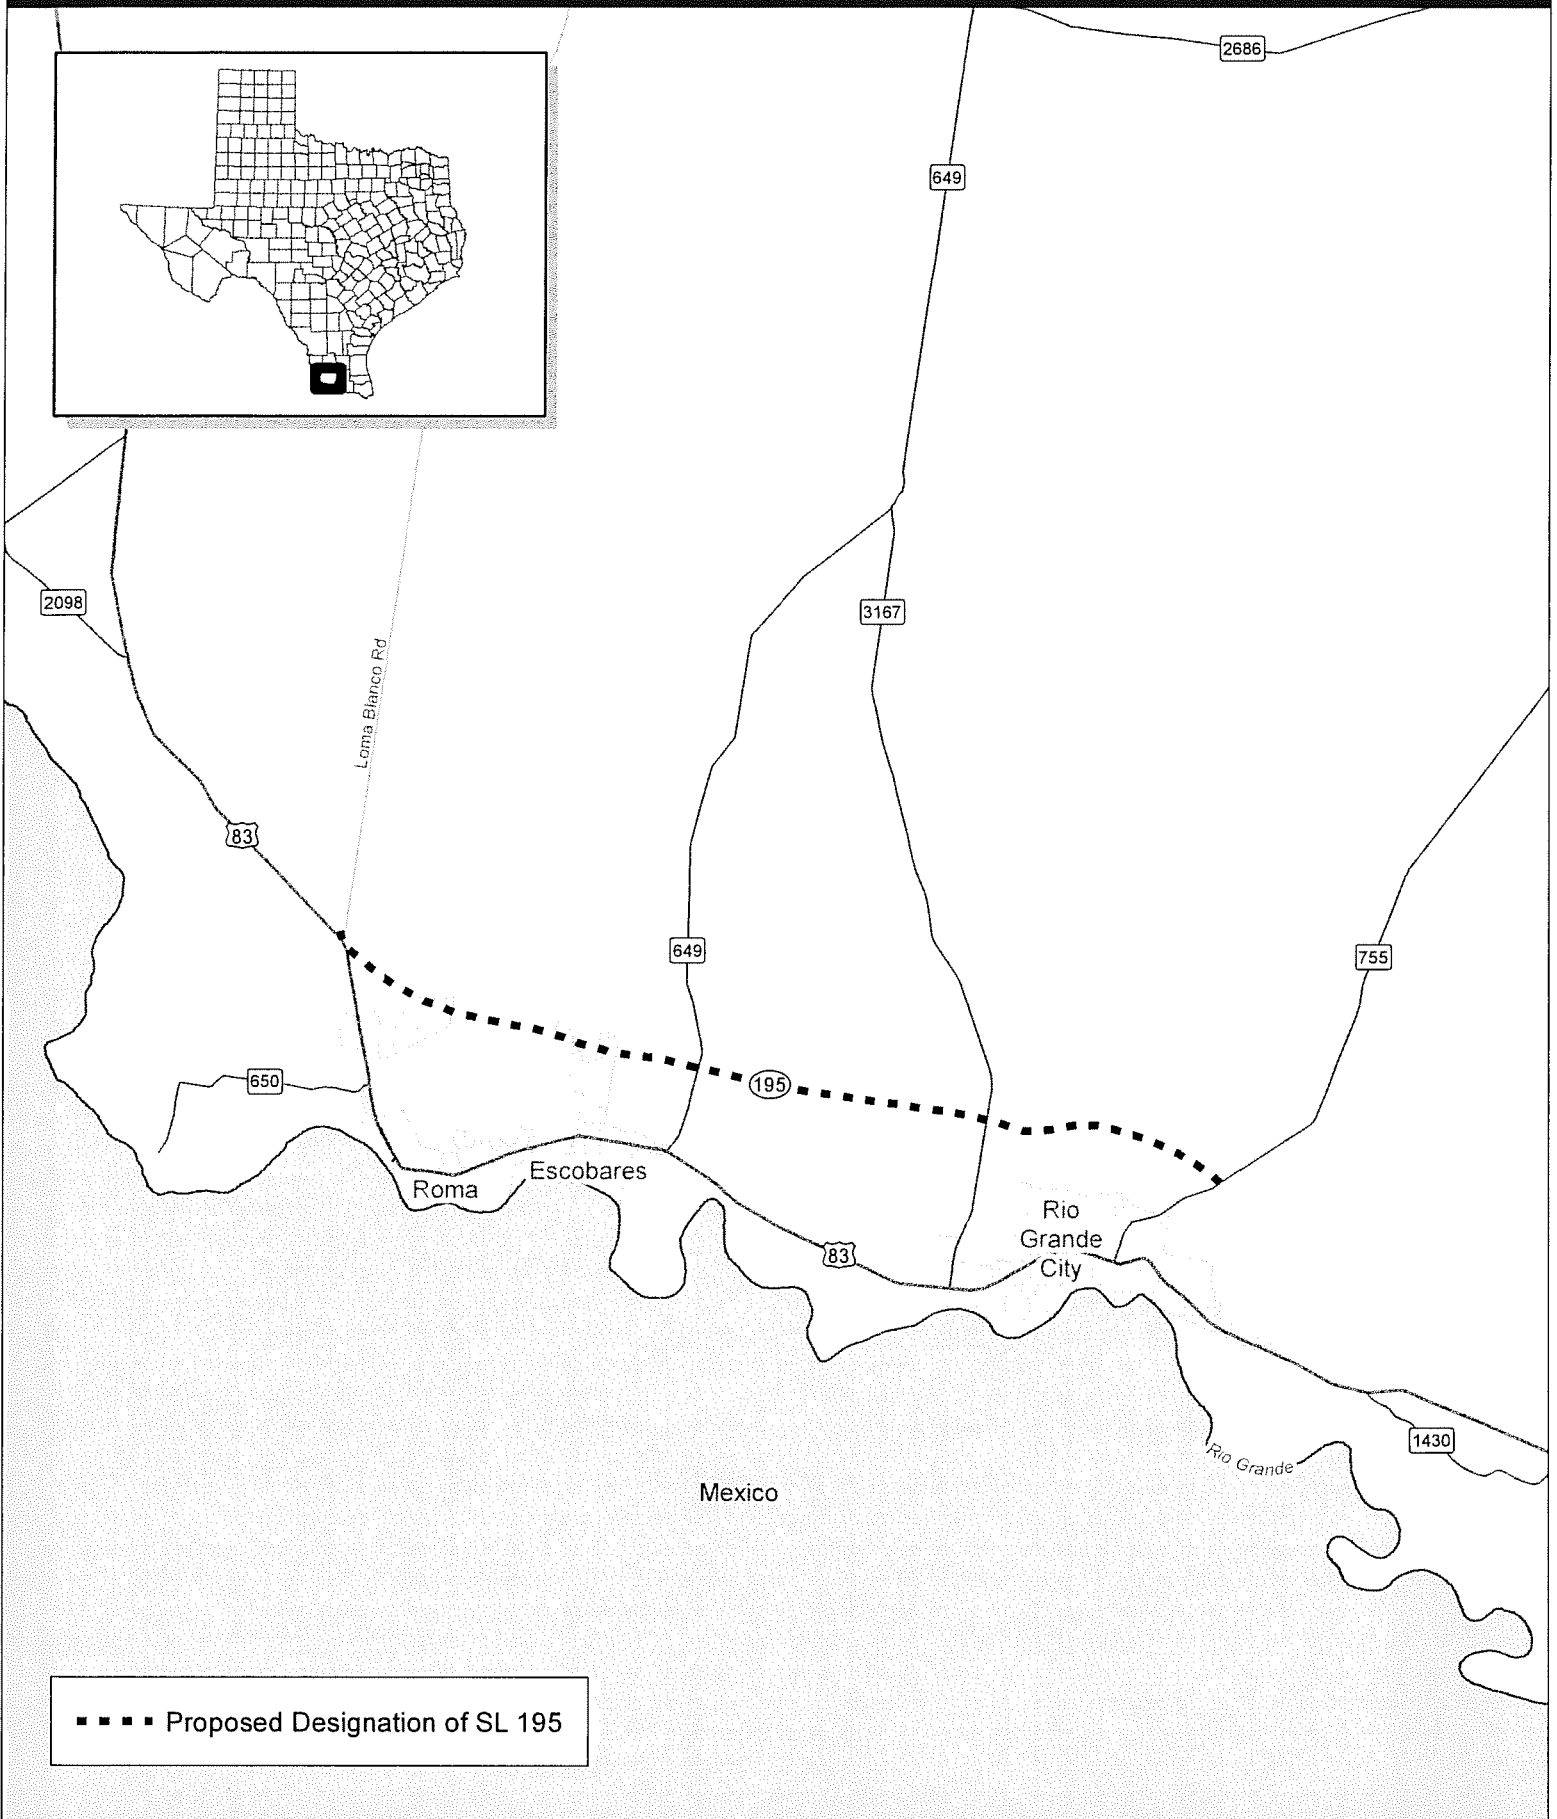 2686
649
2098
3167
Loma Blanco Rd
83
649
755
650
195
Escobares
Roma
Rio
Grande
City
83
1430
Rio Grande
Mexico
Proposed Designation of SL 195